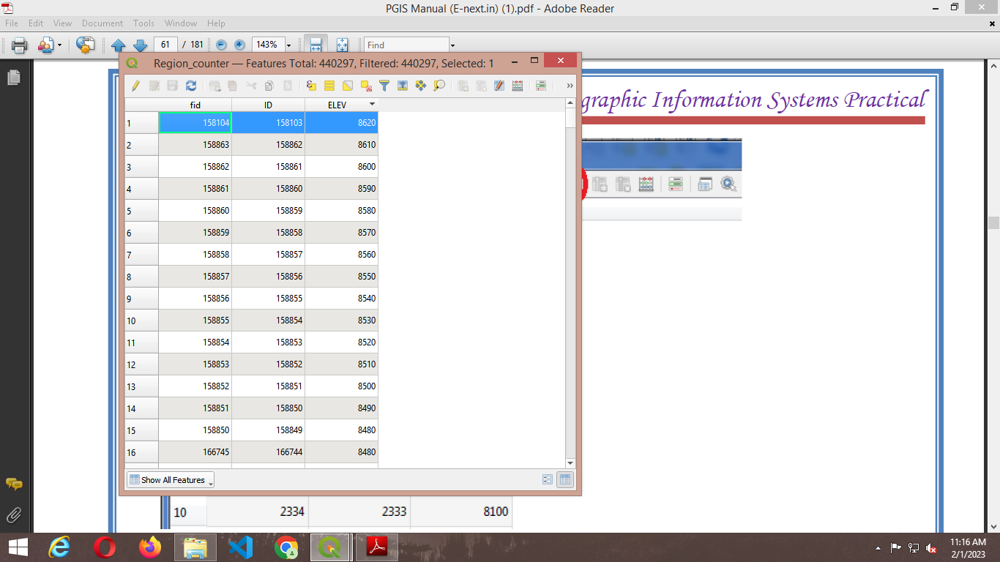 PGIS Manual (E-next.in) (1).pdf - Adobe Reader
File Edit View Document Tools Window Help
61 / 181 143% Find
Region_counter — Features Total: 440297, Filtered: 440297, Selected: 1
graphic Information Systems Practical
fid ID ELEV
1 158104 158103 8620
2 158863 158862 8610
3 158862 158861 8600
4 158861 158860 8590
5 158860 158859 8580
6 158859 158858 8570
7 158858 158857 8560
8 158857 158856 8550
9 158856 158855 8540
10 158855 158854 8530
11 158854 158853 8520
12 158853 158852 8510
13 158852 158851 8500
14 158851 158850 8490
15 158850 158849 8480
16 166745 166744 8480
Show All Features
10 2334 2333 8100
11:16 AM
2/1/2023